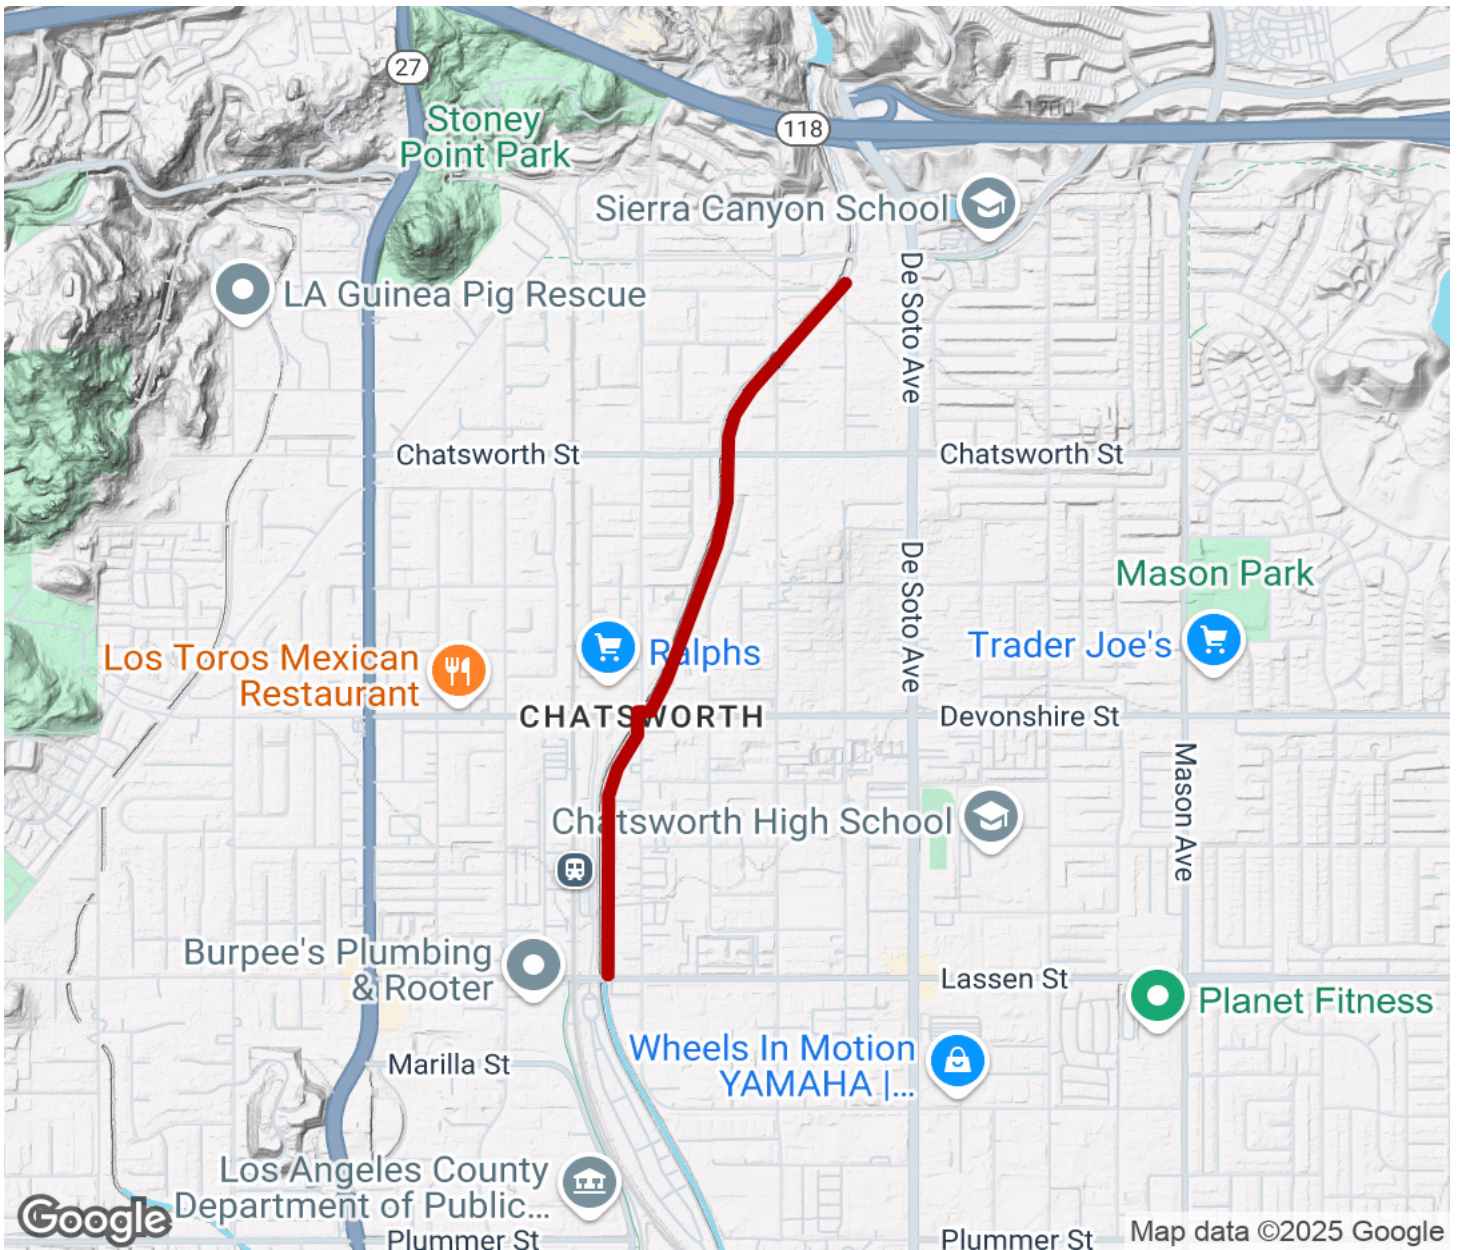 27
118
Stoney
Point Park
1700
Sierra Canyon School
LA Guinea Pig Rescue
De Soto Ave
Chatsworth St
Chatsworth St
De Soto Ave
Mason Park
Ralphs
Trader Joe's
Los Toros Mexican
Restaurant
CHATSWORTH
Devonshire St
Mason Ave
Chatsworth High School
Burpee's Plumbing
& Rooter
Lassen St
Planet Fitness
Wheels In Motion
YAMAHA |...
Marilla St
Los Angeles County
Department of Public...
Google
Plummer St
Plummer St
Map data ©2025 Google